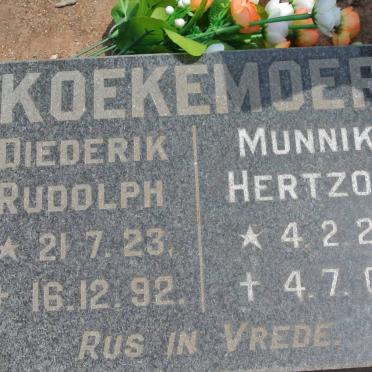 KOEKEMOER
DIEDERIK
RUDOLPH
★ 21.7.23.
† 16.12.92.
MUNNIK
HERTZO
★ 4.2.2
† 4.7.
RUS IN VREDE.